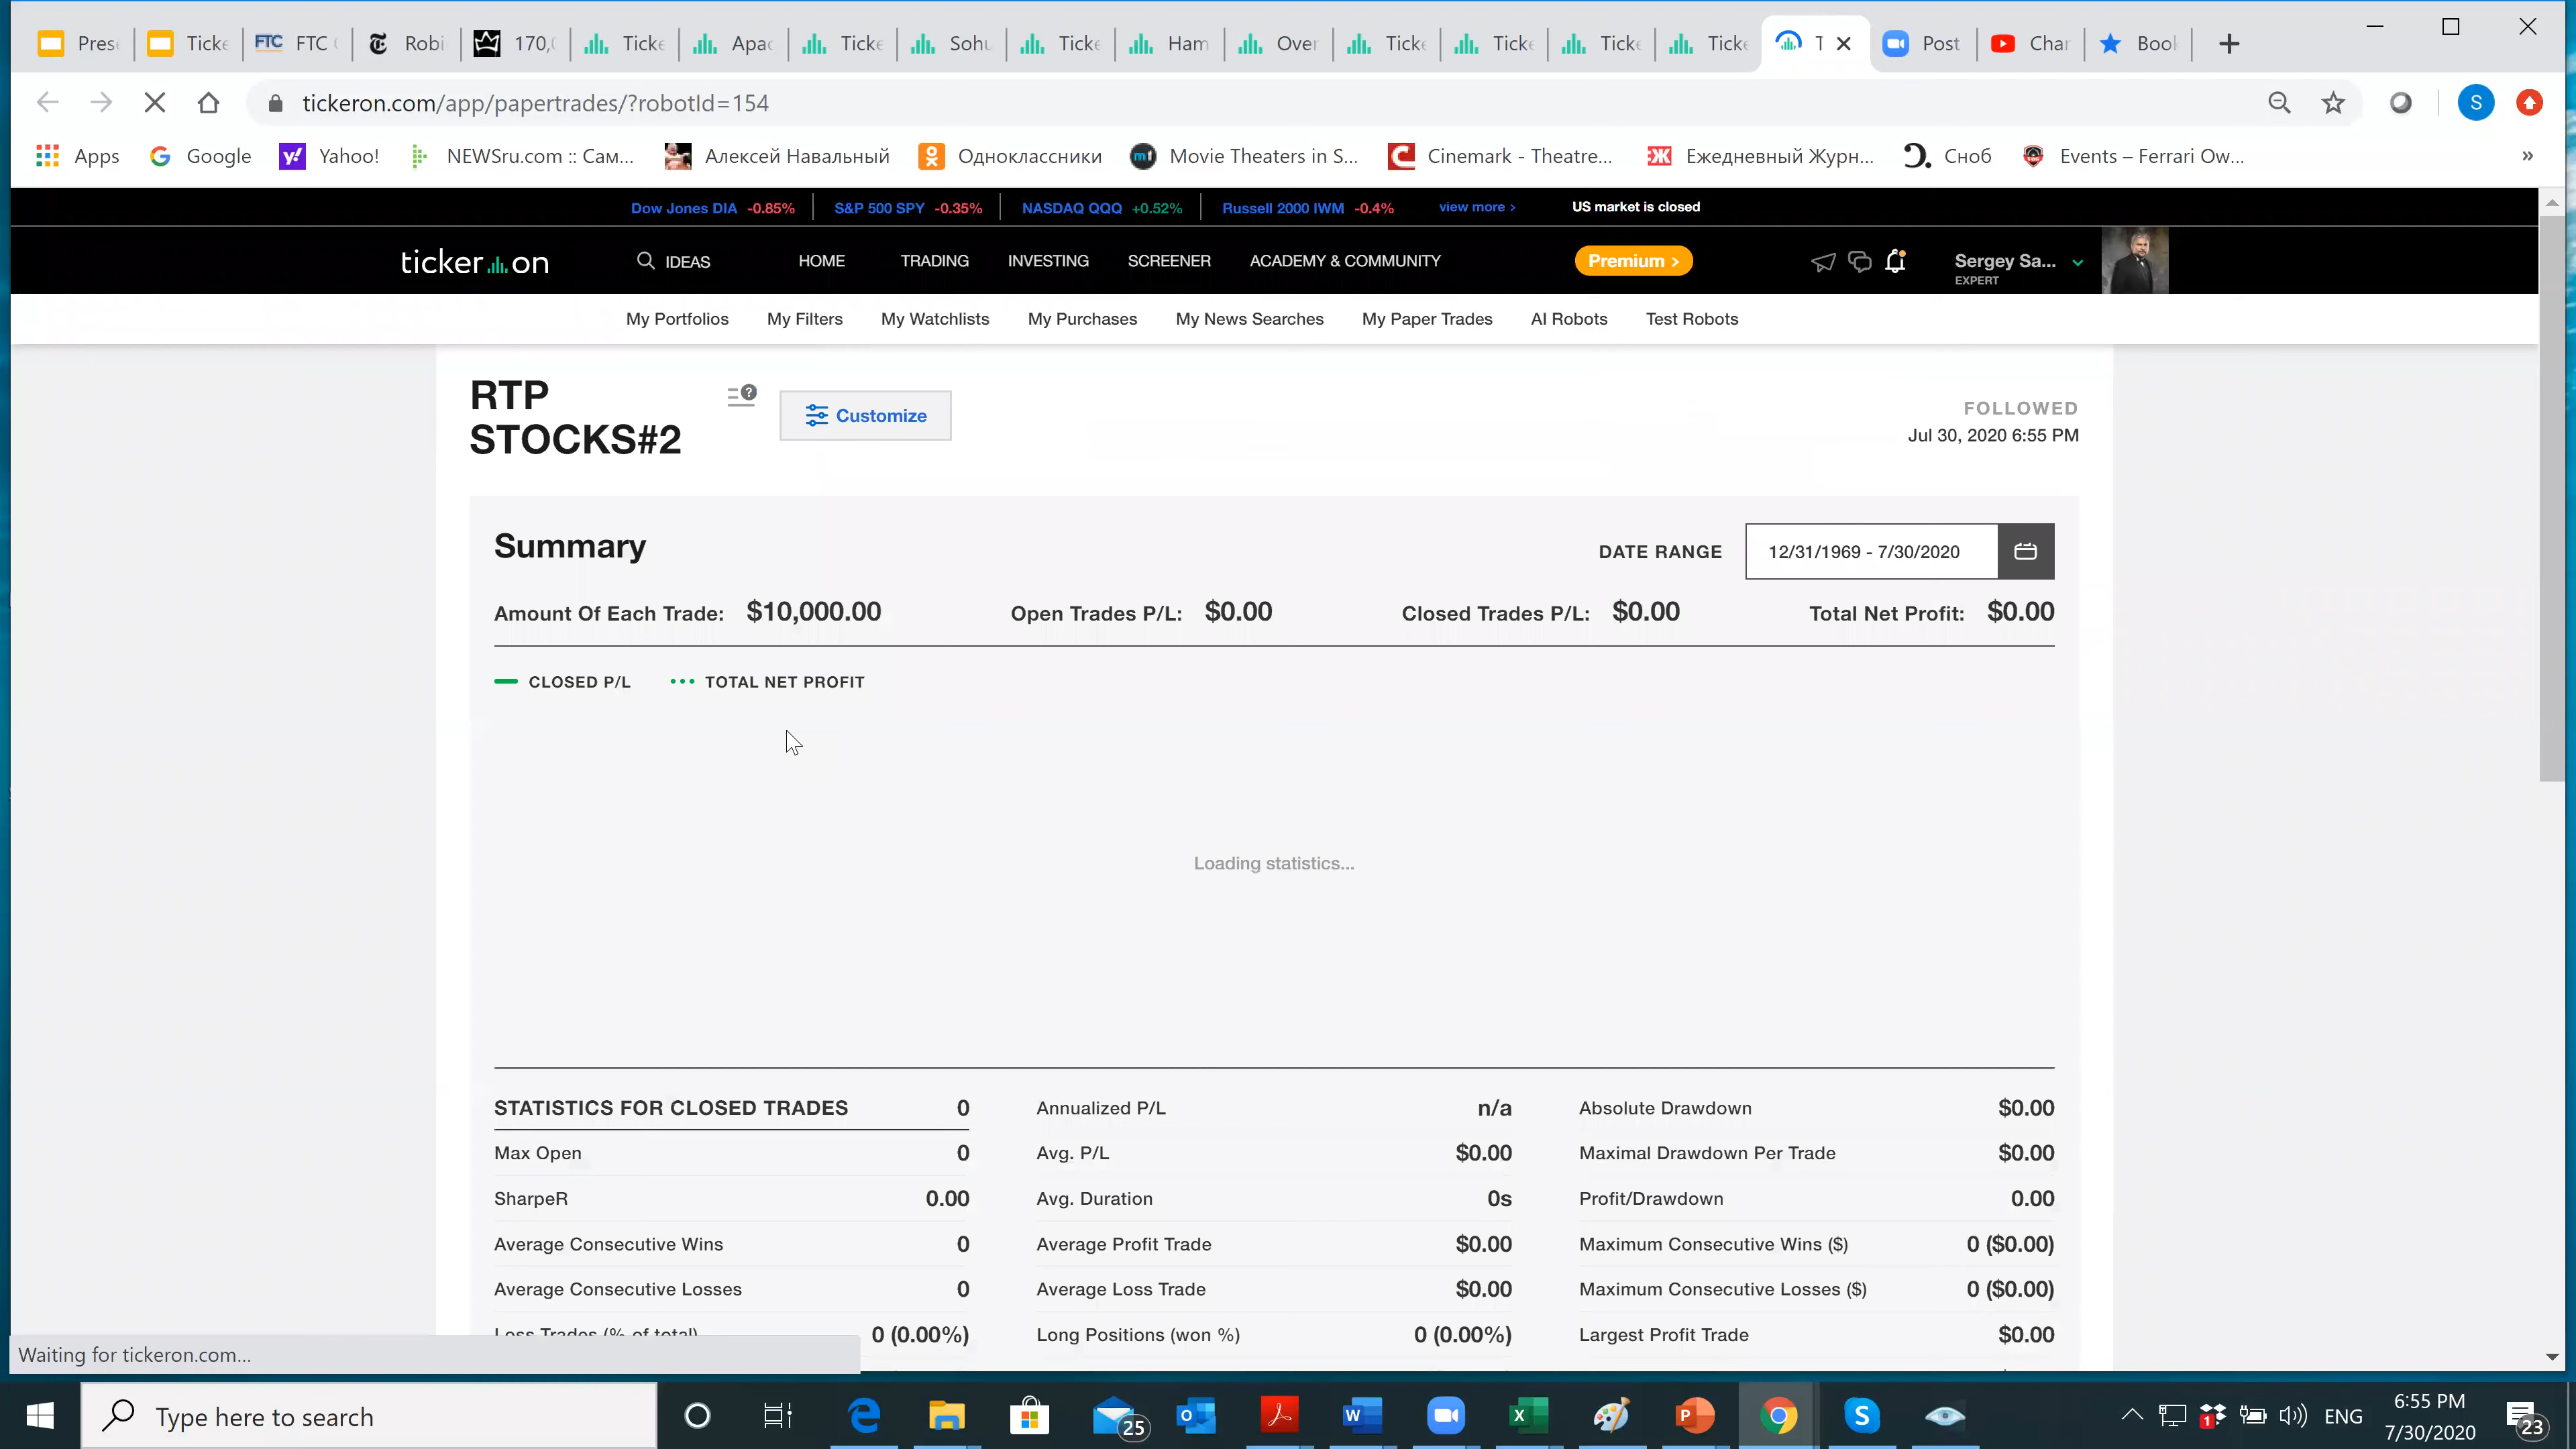 Pres Ticke FTC FTC Robi 170, Ticke Apac Ticke Sohu Ticke Ham Over Ticke Ticke Ticke Ticke T Post Char Book
tickeron.com/app/papertrades/?robotId=154 S
Apps Google Yahoo! NEWSru.com :: Сам... Алексей Навальный Одноклассники Movie Theaters in S... Cinemark - Theatre... Ежедневный Журн... Сноб Events – Ferrari Ow... »
Dow Jones DIA -0.85% S&P 500 SPY -0.35% NASDAQ QQQ +0.52% Russell 2000 IWM -0.4% view more > US market is closed
tickeron IDEAS HOME TRADING INVESTING SCREENER ACADEMY & COMMUNITY Premium > Sergey Sa...
EXPERT
My Portfolios My Filters My Watchlists My Purchases My News Searches My Paper Trades AI Robots Test Robots
RTP
STOCKS#2
Customize
FOLLOWED
Jul 30, 2020 6:55 PM
Summary
DATE RANGE 12/31/1969 - 7/30/2020
Amount Of Each Trade: $10,000.00 Open Trades P/L: $0.00 Closed Trades P/L: $0.00 Total Net Profit: $0.00
CLOSED P/L TOTAL NET PROFIT
Loading statistics...
STATISTICS FOR CLOSED TRADES 0 Annualized P/L n/a Absolute Drawdown $0.00
Max Open 0 Avg. P/L $0.00 Maximal Drawdown Per Trade $0.00
SharpeR 0.00 Avg. Duration 0s Profit/Drawdown 0.00
Average Consecutive Wins 0 Average Profit Trade $0.00 Maximum Consecutive Wins ($) 0 ($0.00)
Average Consecutive Losses 0 Average Loss Trade $0.00 Maximum Consecutive Losses ($) 0 ($0.00)
Loss Trades (% of total) 0 (0.00%) Long Positions (won %) 0 (0.00%) Largest Profit Trade $0.00
Waiting for tickeron.com...
Type here to search 25 ENG 6:55 PM
7/30/2020 23